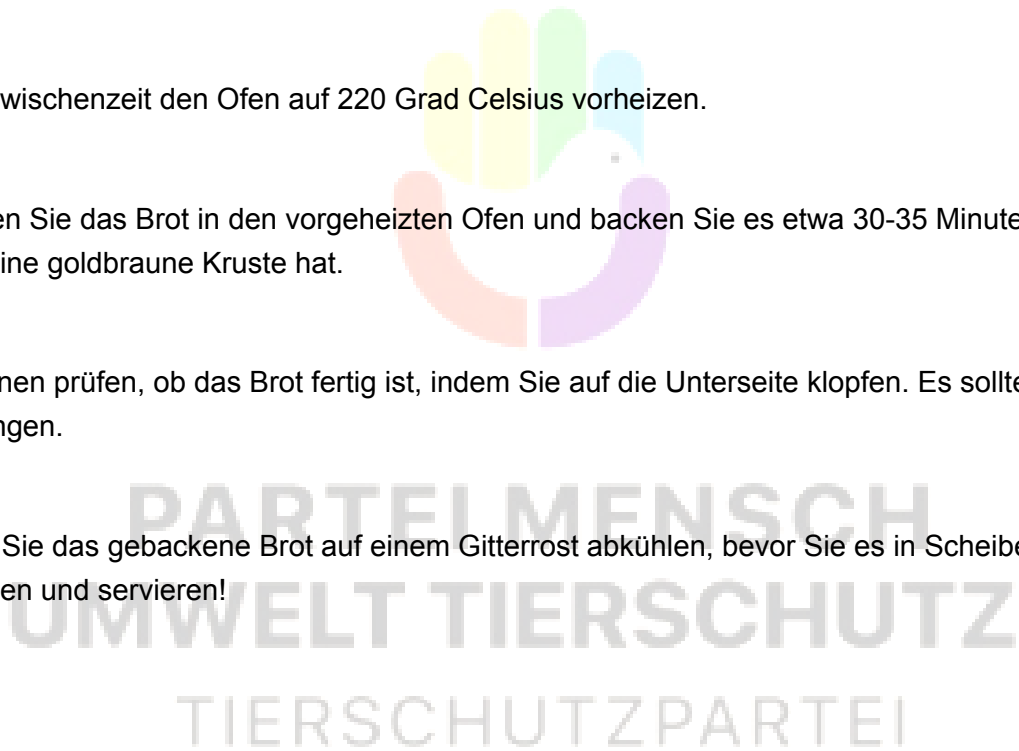 wischenzeit den Ofen auf 220 Grad Celsius vorheizen.
en Sie das Brot in den vorgeheizten Ofen und backen Sie es etwa 30-35 Minute
ine goldbraune Kruste hat.
nen prüfen, ob das Brot fertig ist, indem Sie auf die Unterseite klopfen. Es sollte
ngen.
PARTEI MENSCH
Sie das gebackene Brot auf einem Gitterrost abkühlen, bevor Sie es in Scheibe
en und servieren!
UMWELT TIERSCHUTZ
TIERSCHUTZPARTEI